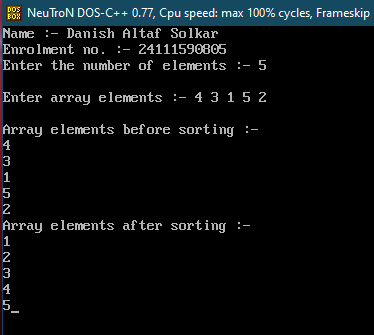 DOS BOX NeuTroN DOS-C++ 0.77, Cpu speed: max 100% cycles, Frameskip
Name :- Danish Altaf Solkar
Enrolment no. :- 24111590805
Enter the number of elements :- 5
Enter array elements :- 4 3 1 5 2
Array elements before sorting :-
4
3
1
5
2
Array elements after sorting :-
1
2
3
4
5_